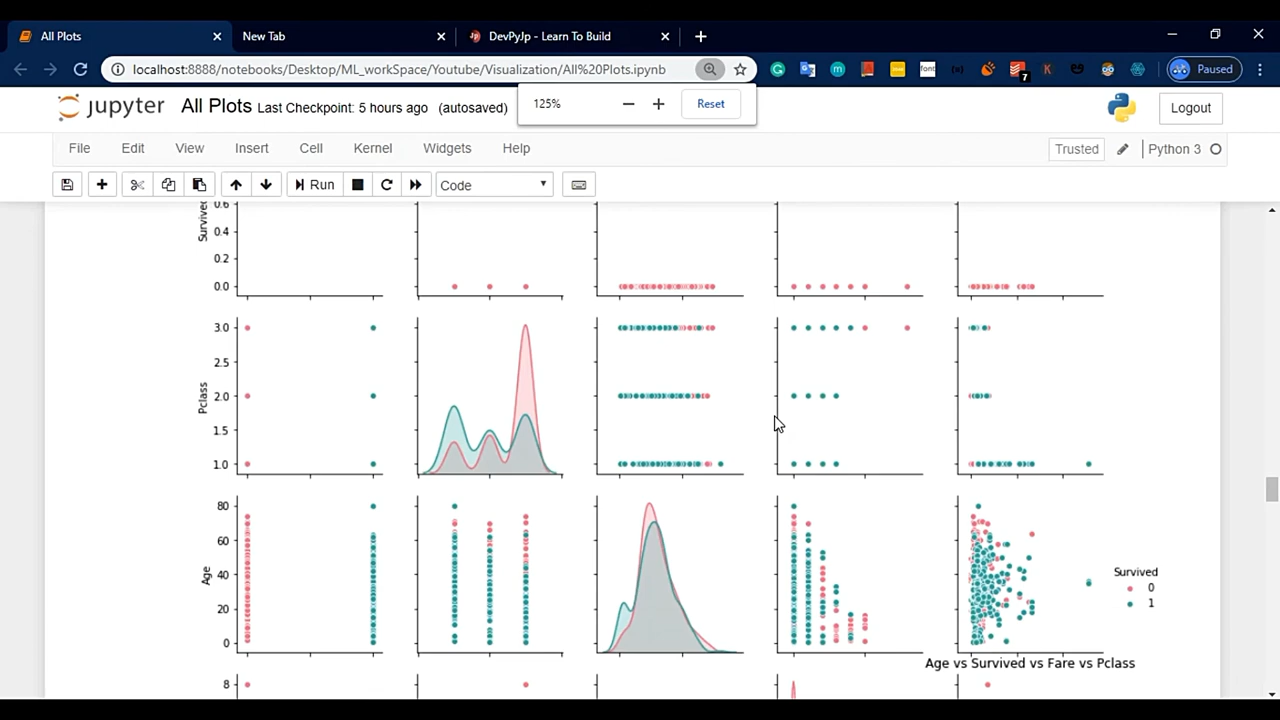 All Plots
New Tab
DevPyJp - Learn To Build
localhost:8888/notebooks/Desktop/ML_workSpace/Youtube/Visualization/All%20Plots.ipynb
7
Paused
125%
Reset
jupyter All Plots Last Checkpoint: 5 hours ago (autosaved)
Logout
File Edit View Insert Cell Kernel Widgets Help
Trusted
Python 3
Run
Code
0.6
0.4
0.2
0.0
Survived
3.0
2.5
2.0
1.5
1.0
Pclass
80
60
40
20
0
Age
Survived
0
1
Age vs Survived vs Fare vs Pclass
8